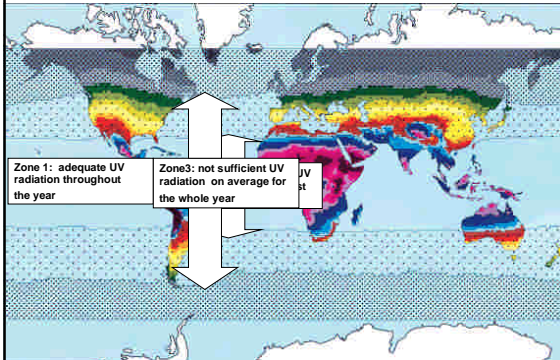 Zone 1: adequate UV
radiation throughout
the year
Zone3: not sufficient UV
radiation on average for
the whole year
UV
st